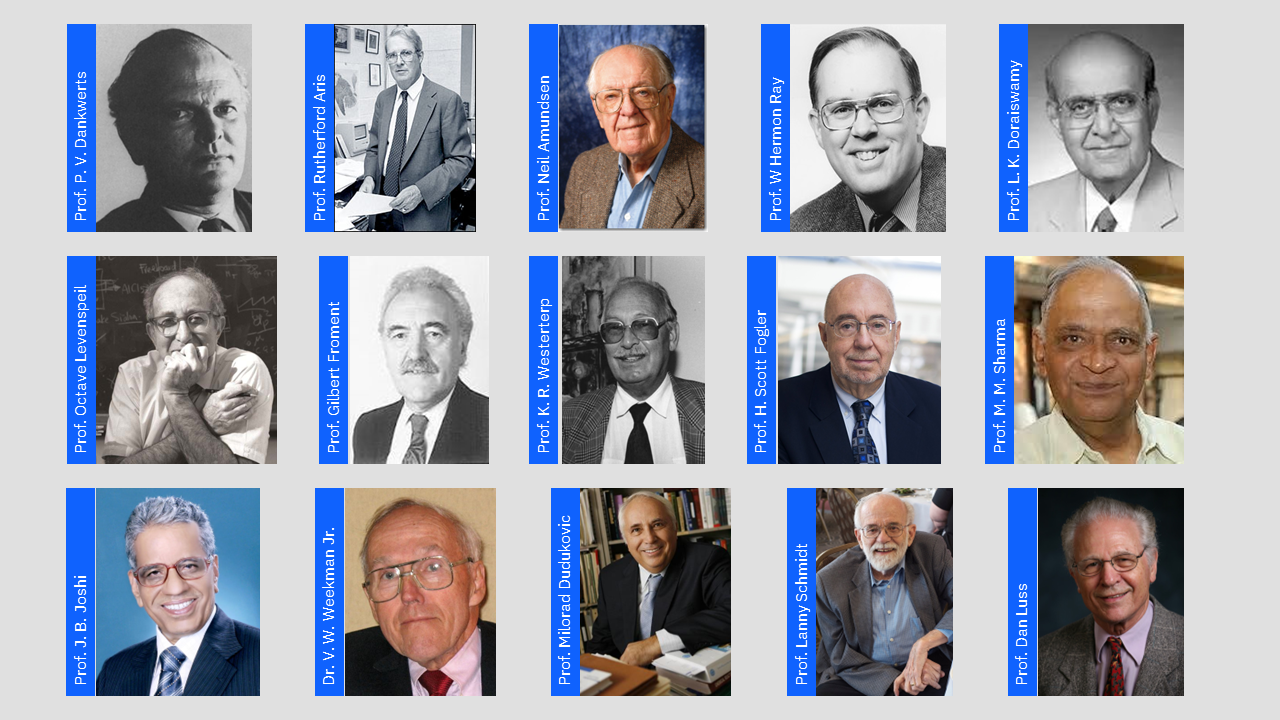 Prof. P. V. Dankwerts
Prof. Rutherford Aris
Prof. Neil Amundsen
Prof. W Hermon Ray
Prof. L. K. Doraiswamy
Prof. Octave Levenspeil
Prof. Gilbert Froment
Prof. K. R. Westerterp
Prof. H. Scott Fogler
Prof. M. M. Sharma
Prof. J. B. Joshi
Dr. V. W. Weekman Jr.
Prof. Milorad Dudukovic
Prof. Lanny Schmidt
Prof. Dan Luss